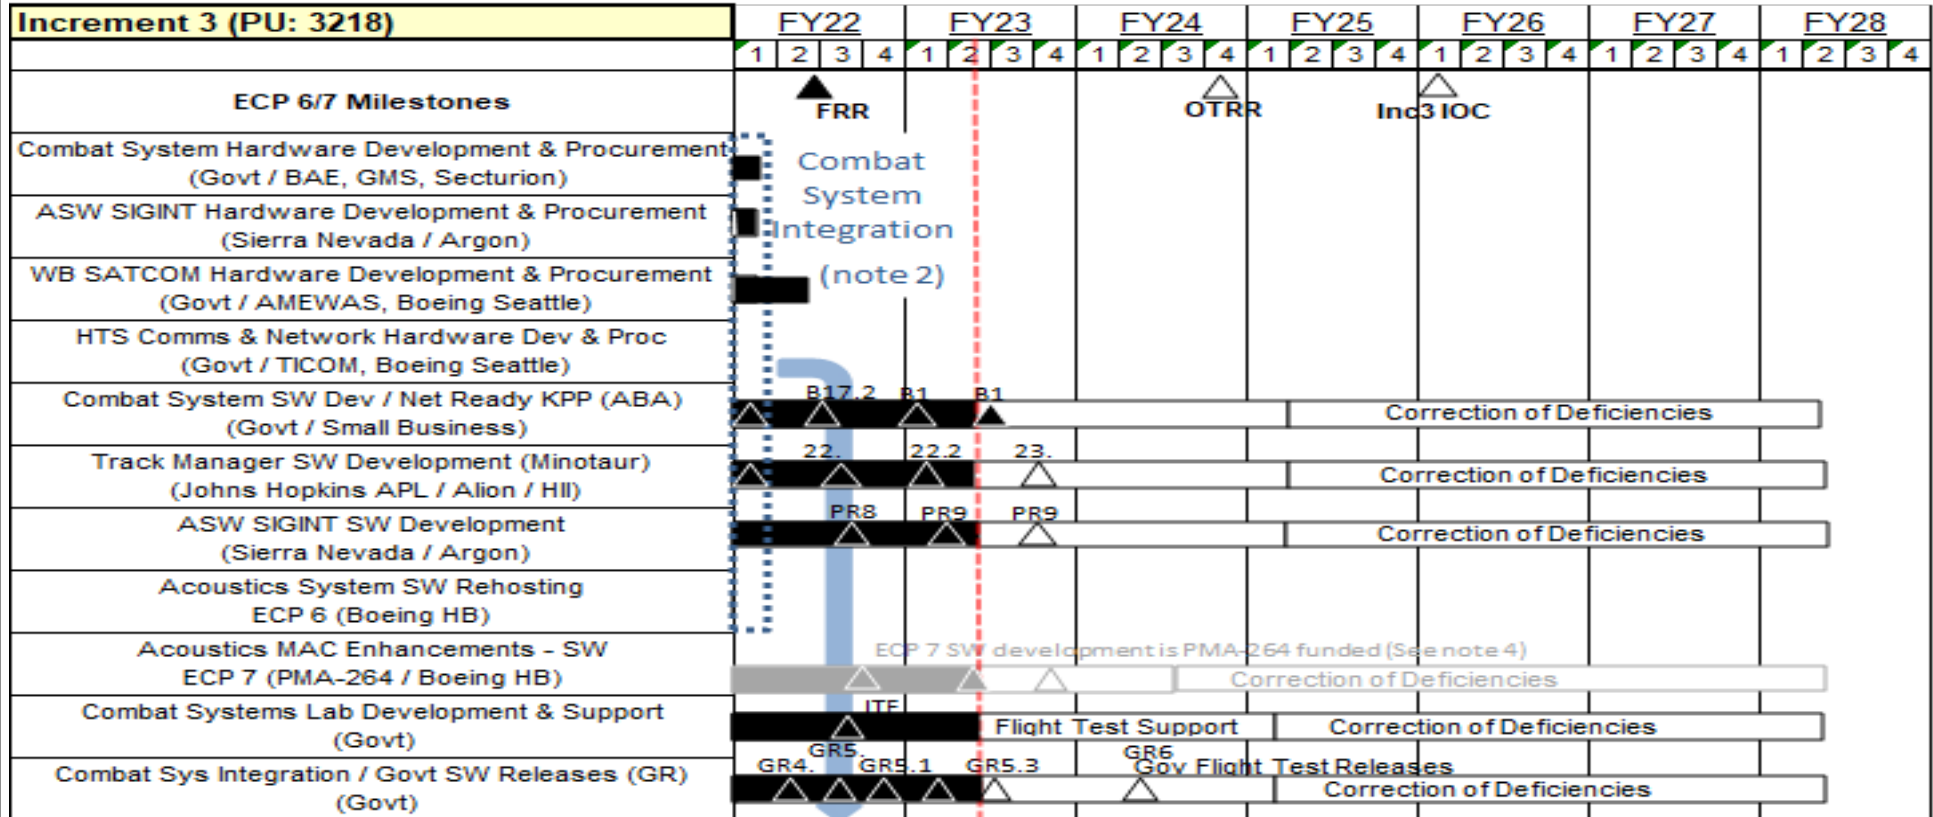 Increment 3 (PU: 3218)
FY22 FY23 FY24 FY25 FY26 FY27 FY28
1 2 3 4 1 2 3 4 1 2 3 4 1 2 3 4 1 2 3 4 1 2 3 4 1 2 3 4
ECP 6/7 Milestones
FRR
OTRR
Inc3 IOC
Combat System Hardware Development & Procurement
(Govt / BAE, GMS, Securion)
Combat
System
Integration
(note 2)
ASW SIGINT Hardware Development & Procurement
(Sierra Nevada / Argon)
WB SATCOM Hardware Development & Procurement
(Govt / AMEWAS, Boeing Seattle)
HTS Comms & Network Hardware Dev & Proc
(Govt / TICOM, Boeing Seattle)
Combat System SW Dev / Net Ready KPP (ABA)
(Govt / Small Business)
B17.2 B1 B1
Correction of Deficiencies
Track Manager SW Development (Minotaur)
(Johns Hopkins APL / Alion / HII)
22. 22.2 23.
Correction of Deficiencies
ASW SIGINT SW Development
(Sierra Nevada / Argon)
PR8 PR9 PR9
Correction of Deficiencies
Acoustics System SW Rehosting
ECP 6 (Boeing HB)
Acoustics MAC Enhancements - SW
ECP 7 (PMA-264 / Boeing HB)
ECP 7 SW development is PMA-264 funded (See note 4)
Correction of Deficiencies
Combat Systems Lab Development & Support
(Govt)
ITF
Flight Test Support
Correction of Deficiencies
Combat Sys Integration / Govt SW Releases (GR)
(Govt)
GR4. GR5. GR5.1 GR5.3 GR6
Gov Flight Test Releases
Correction of Deficiencies